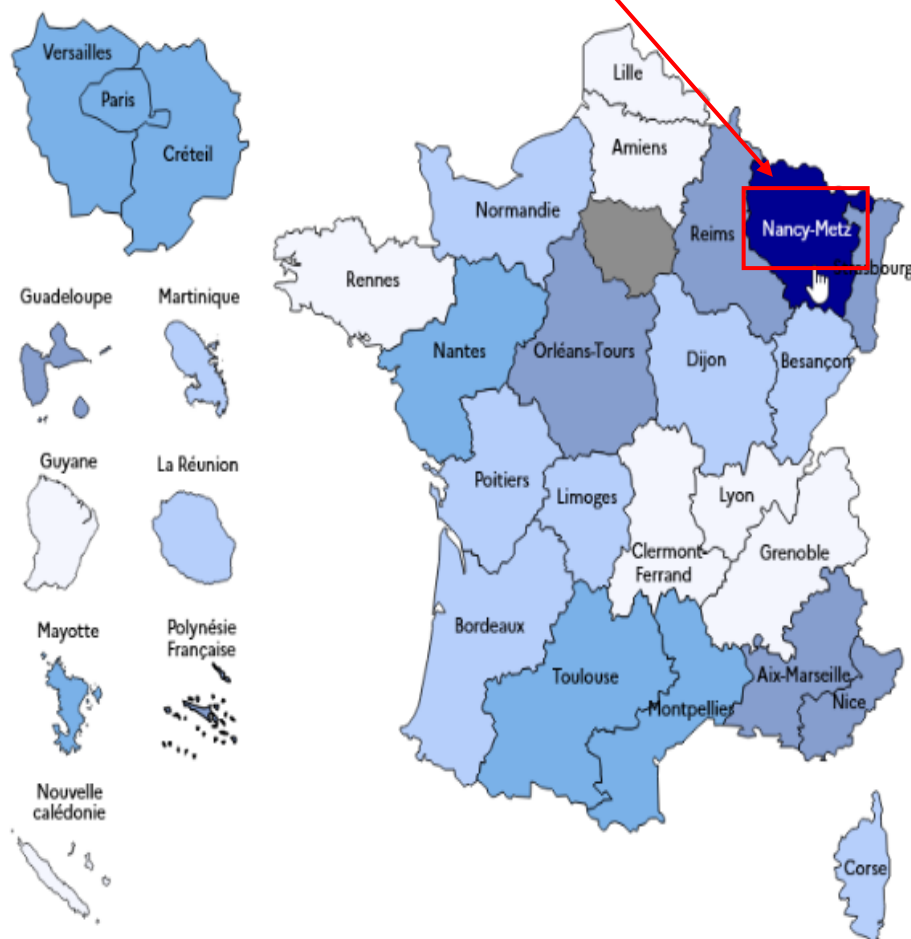 Versailles
Paris
Créteil
Guadeloupe
Martinique
Guyane
La Réunion
Mayotte
Polynésie
Française
Nouvelle
calédonie
Lille
Amiens
Normandie
Reims
Nancy-Metz
Strasbourg
Rennes
Nantes
Orléans-Tours
Dijon
Besançon
Poitiers
Limoges
Lyon
Clermont-
Ferrand
Grenoble
Bordeaux
Toulouse
Montpellier
Aix-Marseille
Nice
Corse